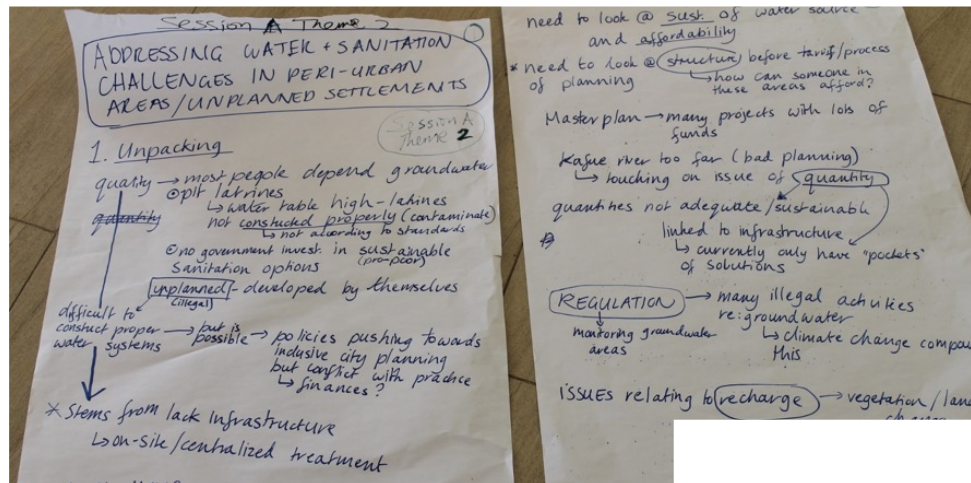 Session A Theme 2
1
ADDRESSING WATER + SANITATION
CHALLENGES IN PERI-URBAN
AREAS/UNPLANNED SETTLEMENTS
Session A
Theme 2
1. Unpacking
quality → most people depend groundwater
pit latrines
↳ water table high - latrines
not constucted properly (contaminate)
↳ not according to standards
quantity
no government invest. in sustainable
(pro-poor)
Sanitation options
unplanned - developed by themselves
(illegal)
difficult to
construct proper → but is possible → policies pushing towards
water systems
inclusive city planning
but conflict with practice
↳ finances?
* Stems from lack infrastructure
↳ on-site/centralized treatment
need to look @ sust. of water source
and affordability
* need to look @ structure before tariff/process
of planning
↳ how can someone in
these areas afford?
Master plan → many projects with lots of
funds
Kafue river too far (bad planning)
↳ touching on issue of quantity
quantities not adequate/sustainable
linked to infrastructure
↳ currently only have "pockets"
of solutions
REGULATION → many illegal activities
re: groundwater
monitoring groundwater
areas
↳ climate change compou
this
ISSUES relating to recharge → vegetation/lan